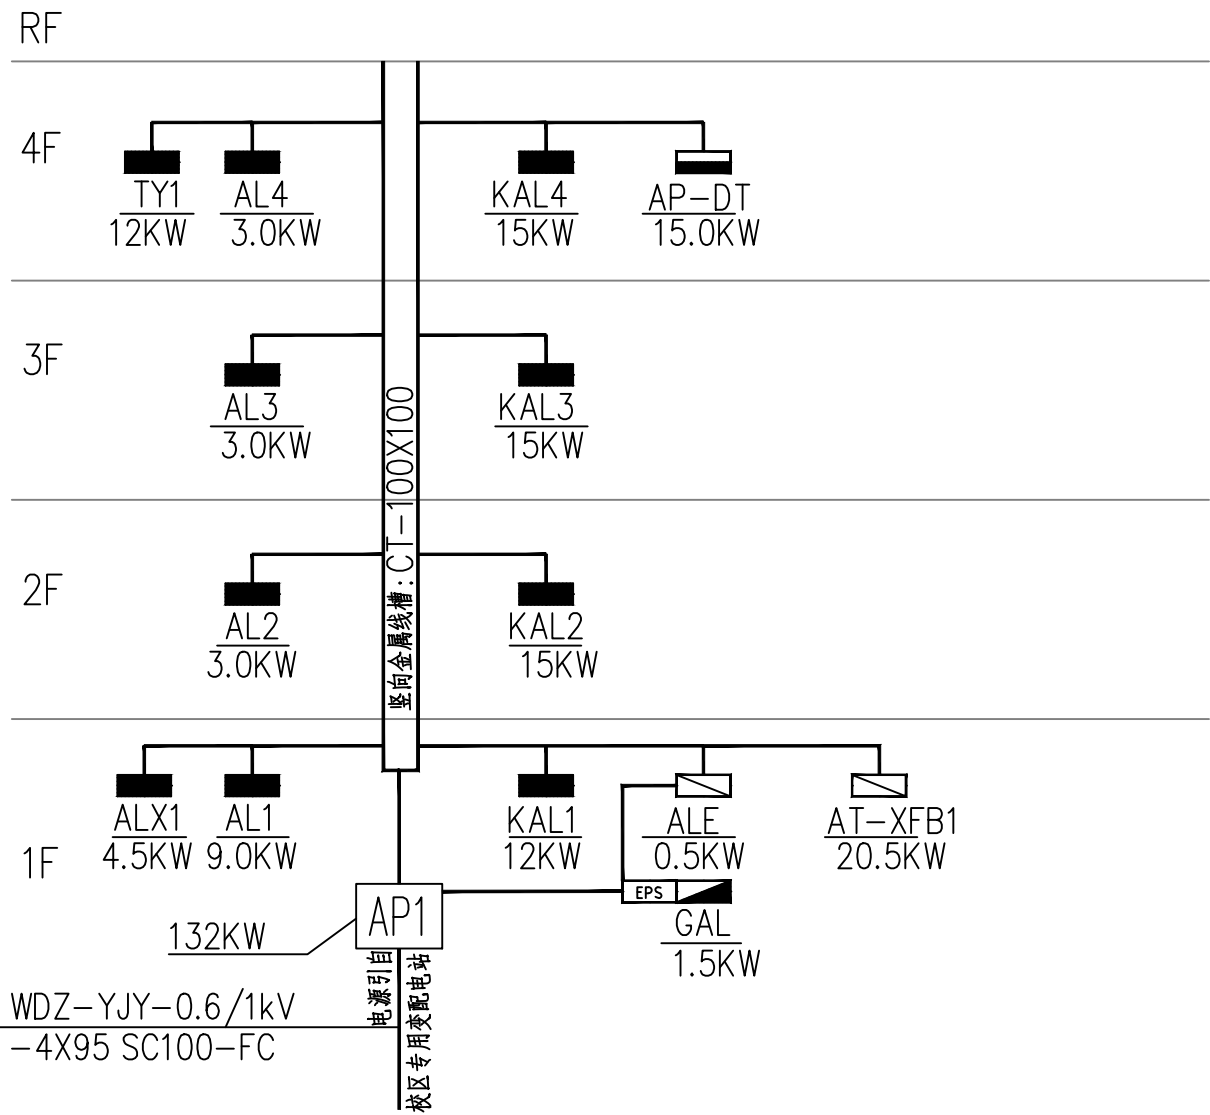 RF
4F
TY1
12KW
AL4
3.0KW
KAL4
15KW
AP-DT
15.0KW
3F
AL3
3.0KW
KAL3
15KW
竖向金属线槽:CT-100X100
2F
AL2
3.0KW
KAL2
15KW
1F
ALX1
4.5KW
AL1
9.0KW
KAL1
12KW
ALE
0.5KW
AT-XFB1
20.5KW
EPS
GAL
1.5KW
AP1
132KW
电源引自
校区专用变配电站
WDZ-YJY-0.6/1kV
-4X95 SC100-FC